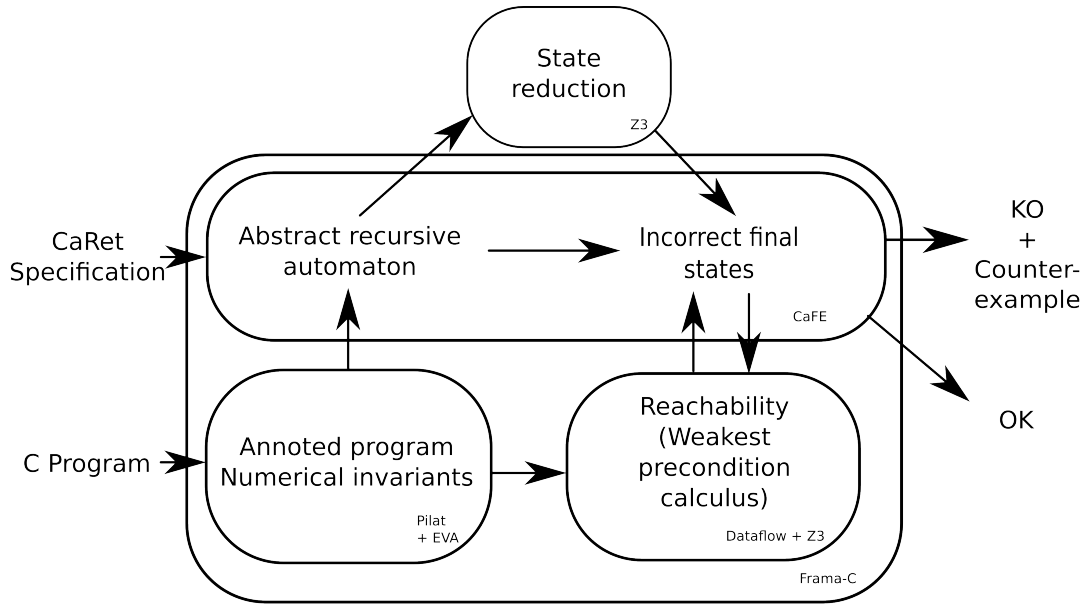 State
reduction
Z3
CaRet
Specification
Abstract recursive
automaton
Incorrect final
states
CaFE
KO
+
Counter-
example
OK
C Program
Annoted program
Numerical invariants
Pilat
+ EVA
Reachability
(Weakest
precondition
calculus)
Dataflow + Z3
Frama-C